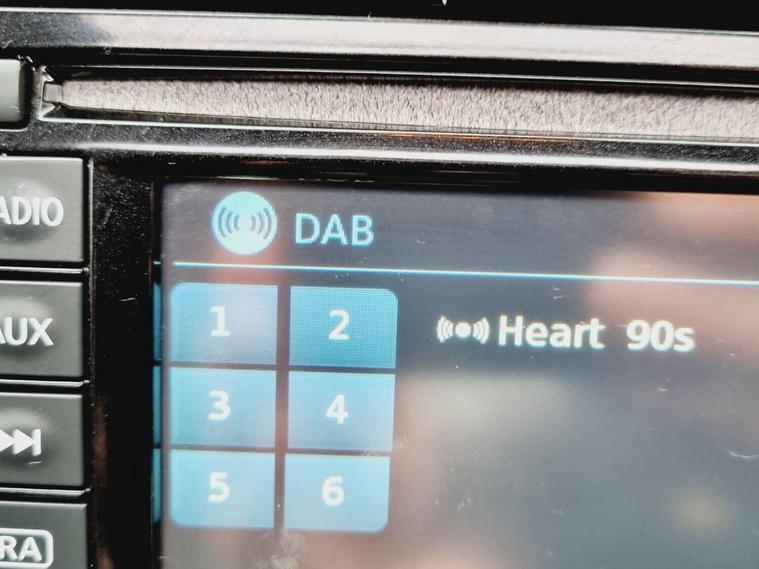 ADIO
AUX
RA
DAB
1 2
Heart 90s
3 4
5 6